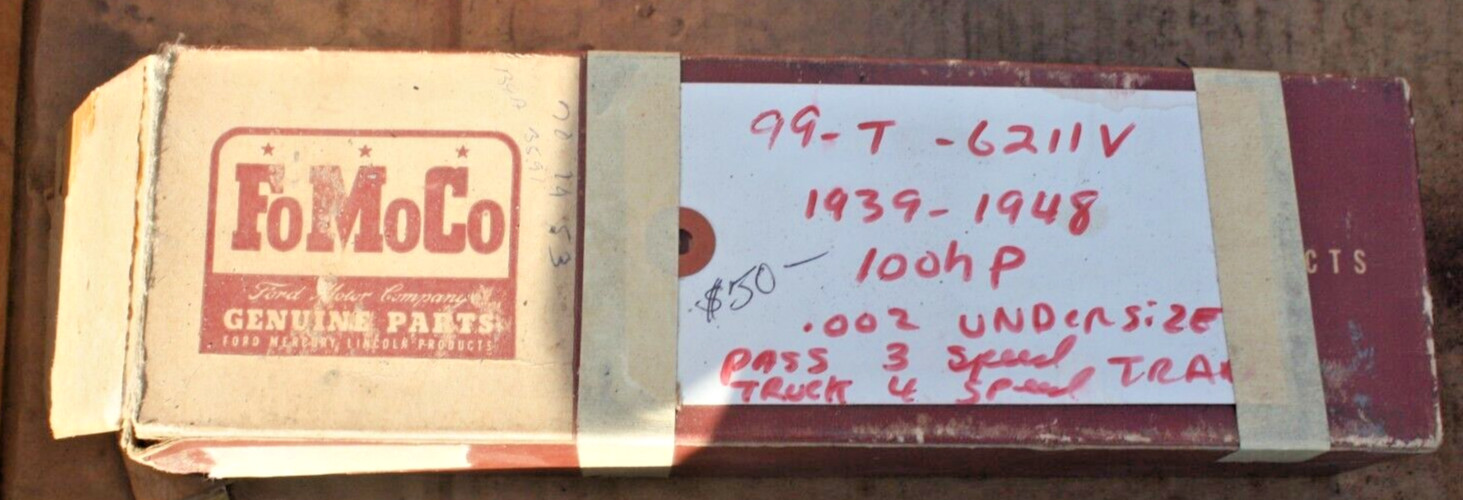 FoMoCo
Ford Motor Company
GENUINE PARTS
FORD MERCURY LINCOLN PRODUCTS
99-T-6211V
1939-1948
100hP
$50-
.002 UNDERSIZE
PASS 3 Speed TRA
TRUCK 4 Speed
CTS